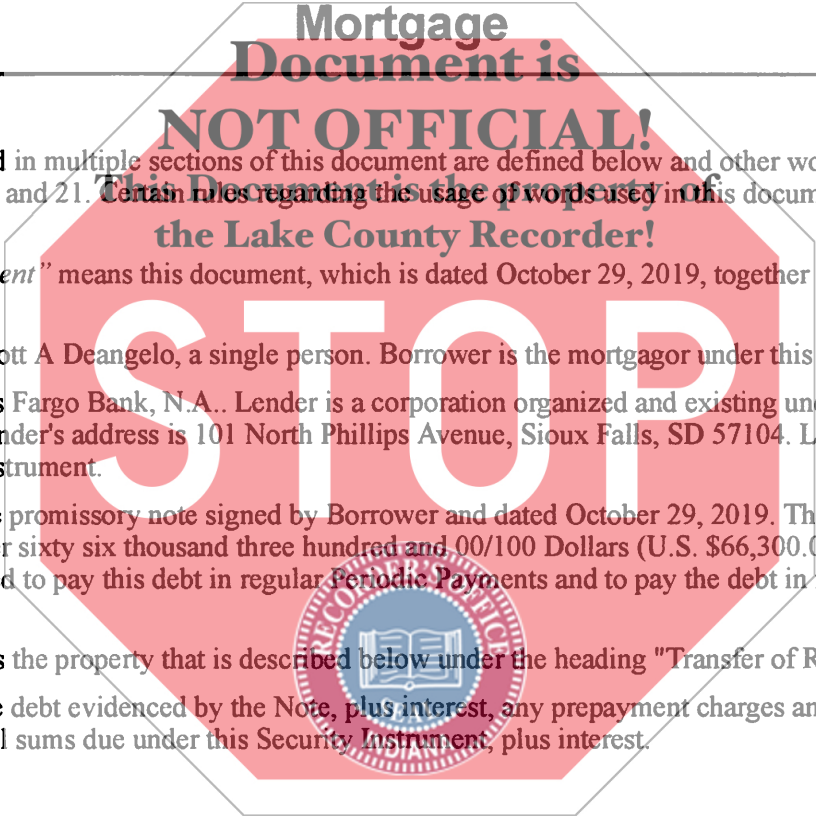 Mortgage
Document is
NOT OFFICIAL!
in multiple sections of this document are defined below and other wo
and 21. Certain rules regarding the usage of words used in this docum
This Document is the property of
the Lake County Recorder!
ent” means this document, which is dated October 29, 2019, together
STOP
ott A Deangelo, a single person. Borrower is the mortgagor under this
s Fargo Bank, N.A.. Lender is a corporation organized and existing un
nder's address is 101 North Phillips Avenue, Sioux Falls, SD 57104. L
strument.
promissory note signed by Borrower and dated October 29, 2019. Th
r sixty six thousand three hundred and 00/100 Dollars (U.S. $66,300.0
d to pay this debt in regular Periodic Payments and to pay the debt in
RECORDER'S OFFICE
s the property that is described below under the heading "Transfer of R
e debt evidenced by the Note, plus interest, any prepayment charges an
SEAL
l sums due under this Security Instrument, plus interest.
INDIANA